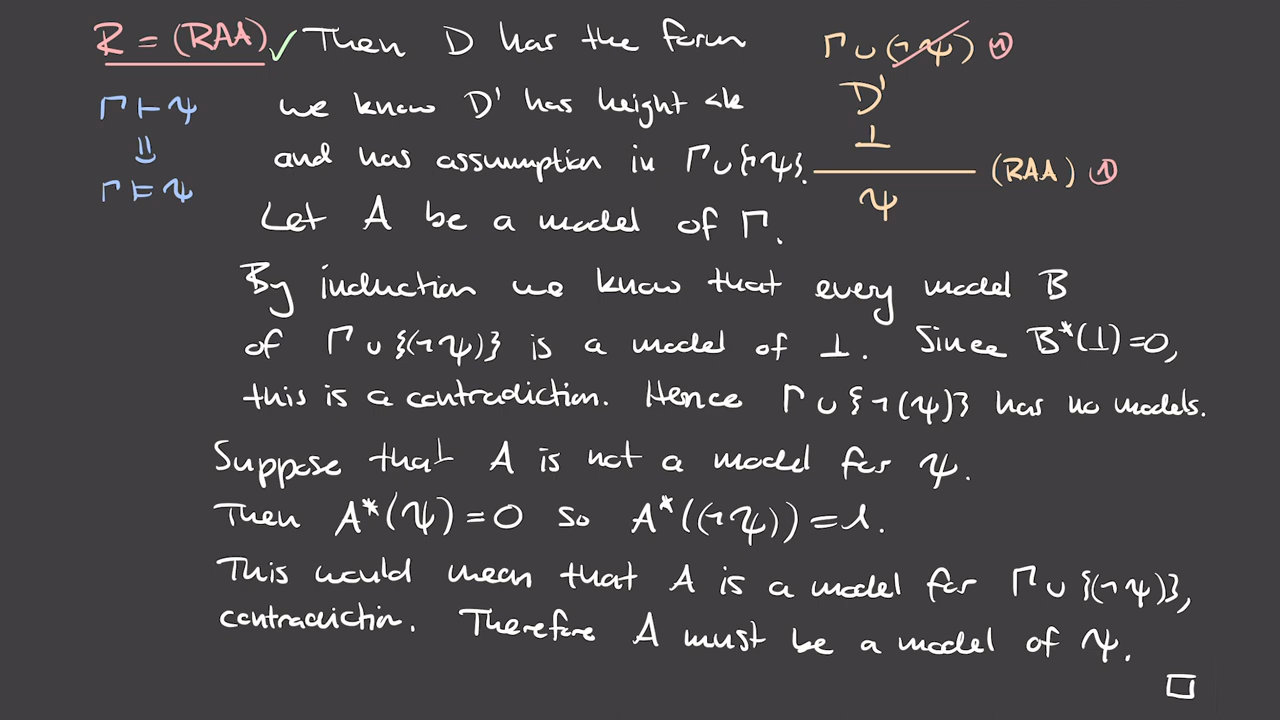 R = (RAA) ✓ Then D has the form
Γ ∪ (¬ψ) ①
D'
⊥
(RAA) ①
ψ
Γ ⊢ ψ
⇓
Γ ⊨ ψ
we know D' has height <k
and has assumption in Γ ∪ {¬ψ}.
Let A be a model of Γ.
By induction we know that every model B
of Γ ∪ {(¬ψ)} is a model of ⊥. Since B*(⊥)=0,
this is a contradiction. Hence Γ ∪ {¬(ψ)} has no models.
Suppose that A is not a model for ψ.
Then A*(ψ) = 0 so A*((¬ψ)) = 1.
This would mean that A is a model for Γ ∪ {(¬ψ)},
contradiction. Therefore A must be a model of ψ.
□